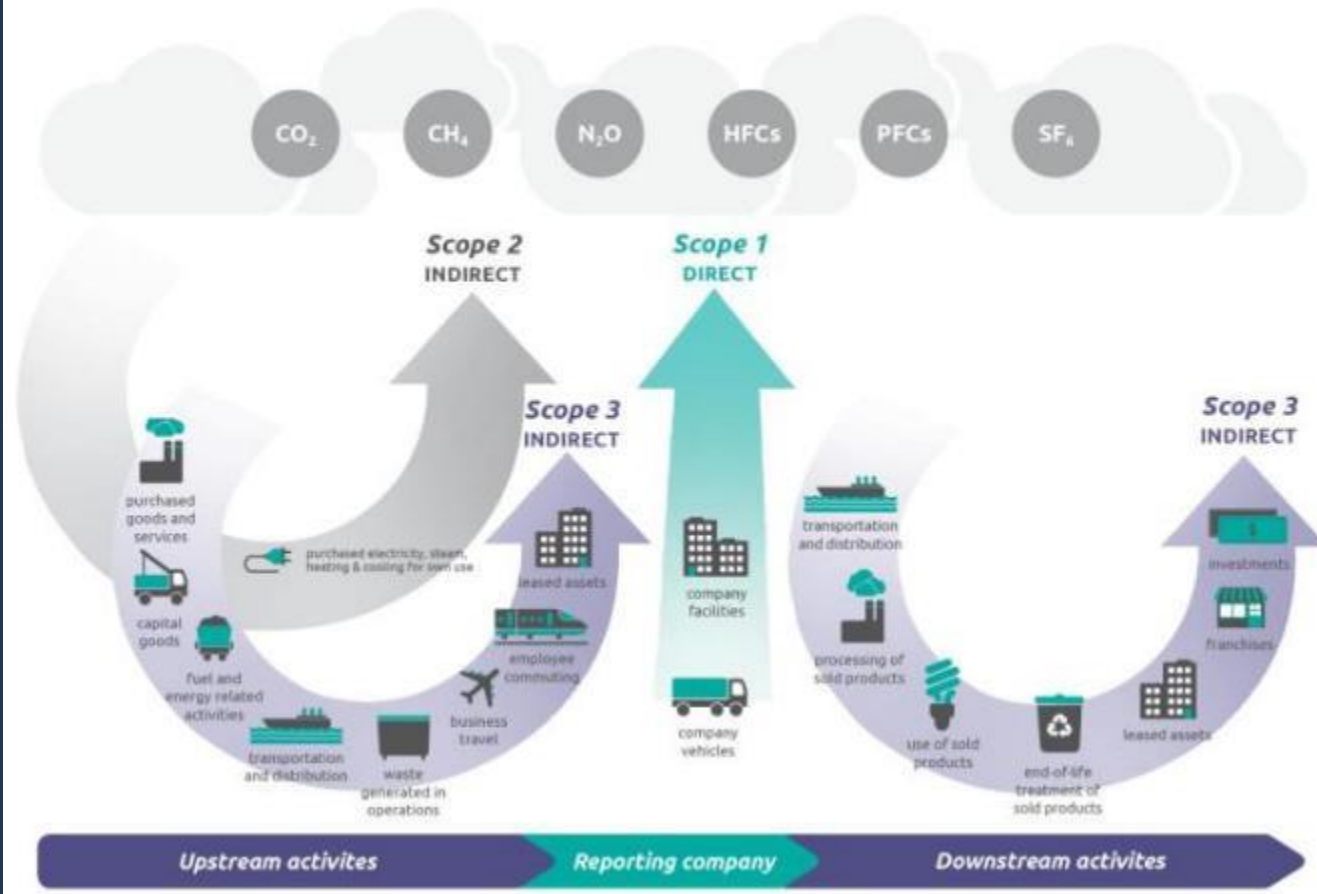 CO₂
CH₄
N₂O
HFCs
PFCs
SF₆
Scope 2
INDIRECT
Scope 1
DIRECT
Scope 3
INDIRECT
Scope 3
INDIRECT
purchased
goods and
services
capital
goods
fuel and
energy related
activities
transportation
and distribution
waste
generated in
operations
business
travel
employee
commuting
leased assets
purchased electricity, steam,
heating & cooling for own use
company
facilities
company
vehicles
transportation
and distribution
processing of
sold products
use of sold
products
end-of-life
treatment of
sold products
leased assets
franchises
$
investments
Upstream activites
Reporting company
Downstream activites